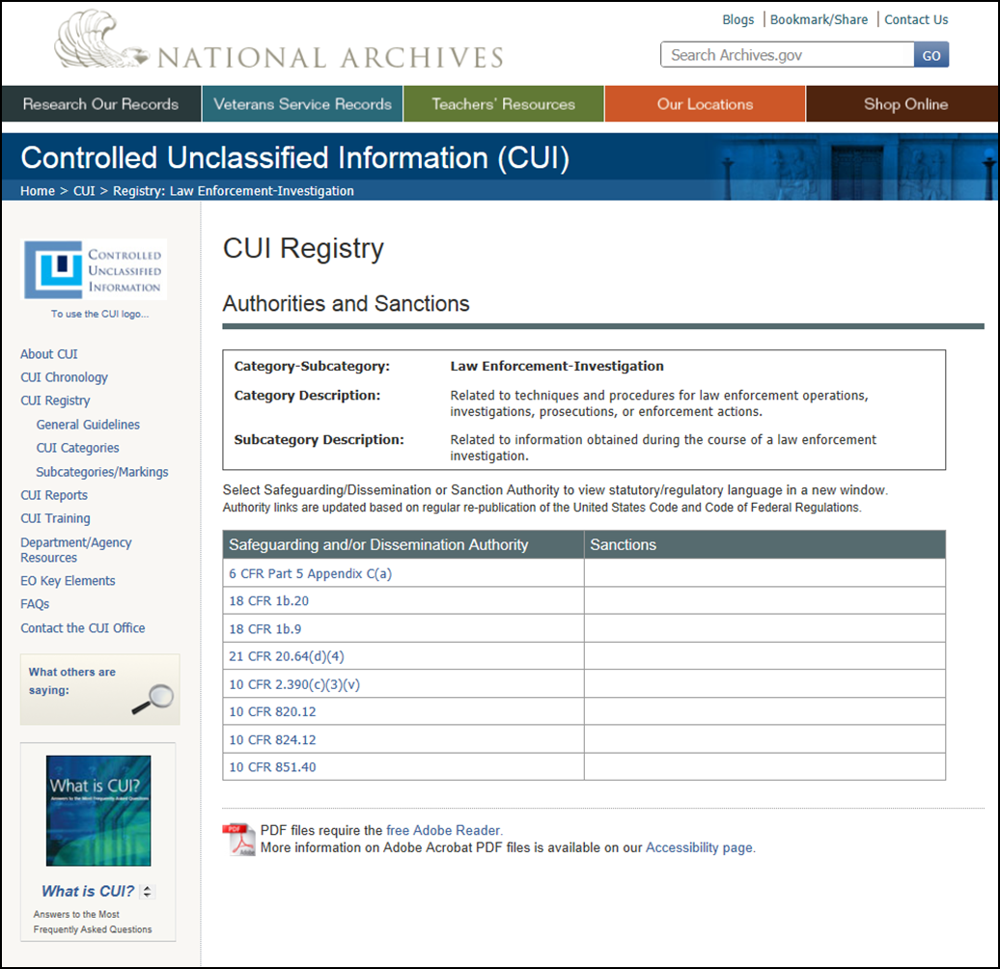 Blogs | Bookmark/Share | Contact Us
NATIONAL ARCHIVES
Search Archives.gov GO
Research Our Records Veterans Service Records Teachers' Resources Our Locations Shop Online
Controlled Unclassified Information (CUI)
Home > CUI > Registry: Law Enforcement-Investigation
CONTROLLED
UNCLASSIFIED
INFORMATION
To use the CUI logo...
About CUI
CUI Chronology
CUI Registry
General Guidelines
CUI Categories
Subcategories/Markings
CUI Reports
CUI Training
Department/Agency
Resources
EO Key Elements
FAQs
Contact the CUI Office
What others are
saying:
What is CUI?
Answers to the Most Frequently Asked Questions
What is CUI?
Answers to the Most
Frequently Asked Questions
CUI Registry
Authorities and Sanctions
Category-Subcategory: Law Enforcement-Investigation
Category Description: Related to techniques and procedures for law enforcement operations,
investigations, prosecutions, or enforcement actions.
Subcategory Description: Related to information obtained during the course of a law enforcement
investigation.
Select Safeguarding/Dissemination or Sanction Authority to view statutory/regulatory language in a new window.
Authority links are updated based on regular re-publication of the United States Code and Code of Federal Regulations.
Safeguarding and/or Dissemination Authority Sanctions
6 CFR Part 5 Appendix C(a)
18 CFR 1b.20
18 CFR 1b.9
21 CFR 20.64(d)(4)
10 CFR 2.390(c)(3)(v)
10 CFR 820.12
10 CFR 824.12
10 CFR 851.40
PDF
Adobe
PDF files require the free Adobe Reader.
More information on Adobe Acrobat PDF files is available on our Accessibility page.